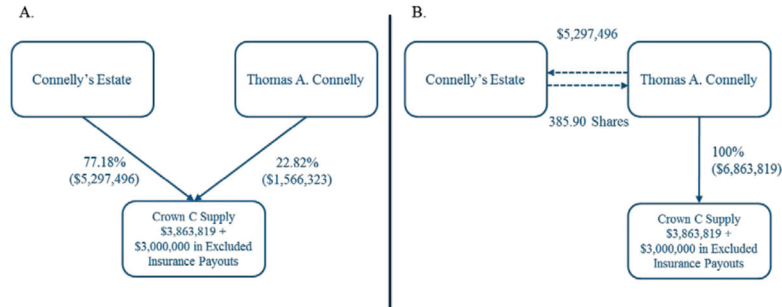 A.
Connelly's Estate
Thomas A. Connelly
77.18%
($5,297,496)
22.82%
($1,566,323)
Crown C Supply
$3,863,819 +
$3,000,000 in Excluded
Insurance Payouts
B.
$5,297,496
Connelly's Estate
Thomas A. Connelly
385.90 Shares
100%
($6,863,819)
Crown C Supply
$3,863,819 +
$3,000,000 in Excluded
Insurance Payouts